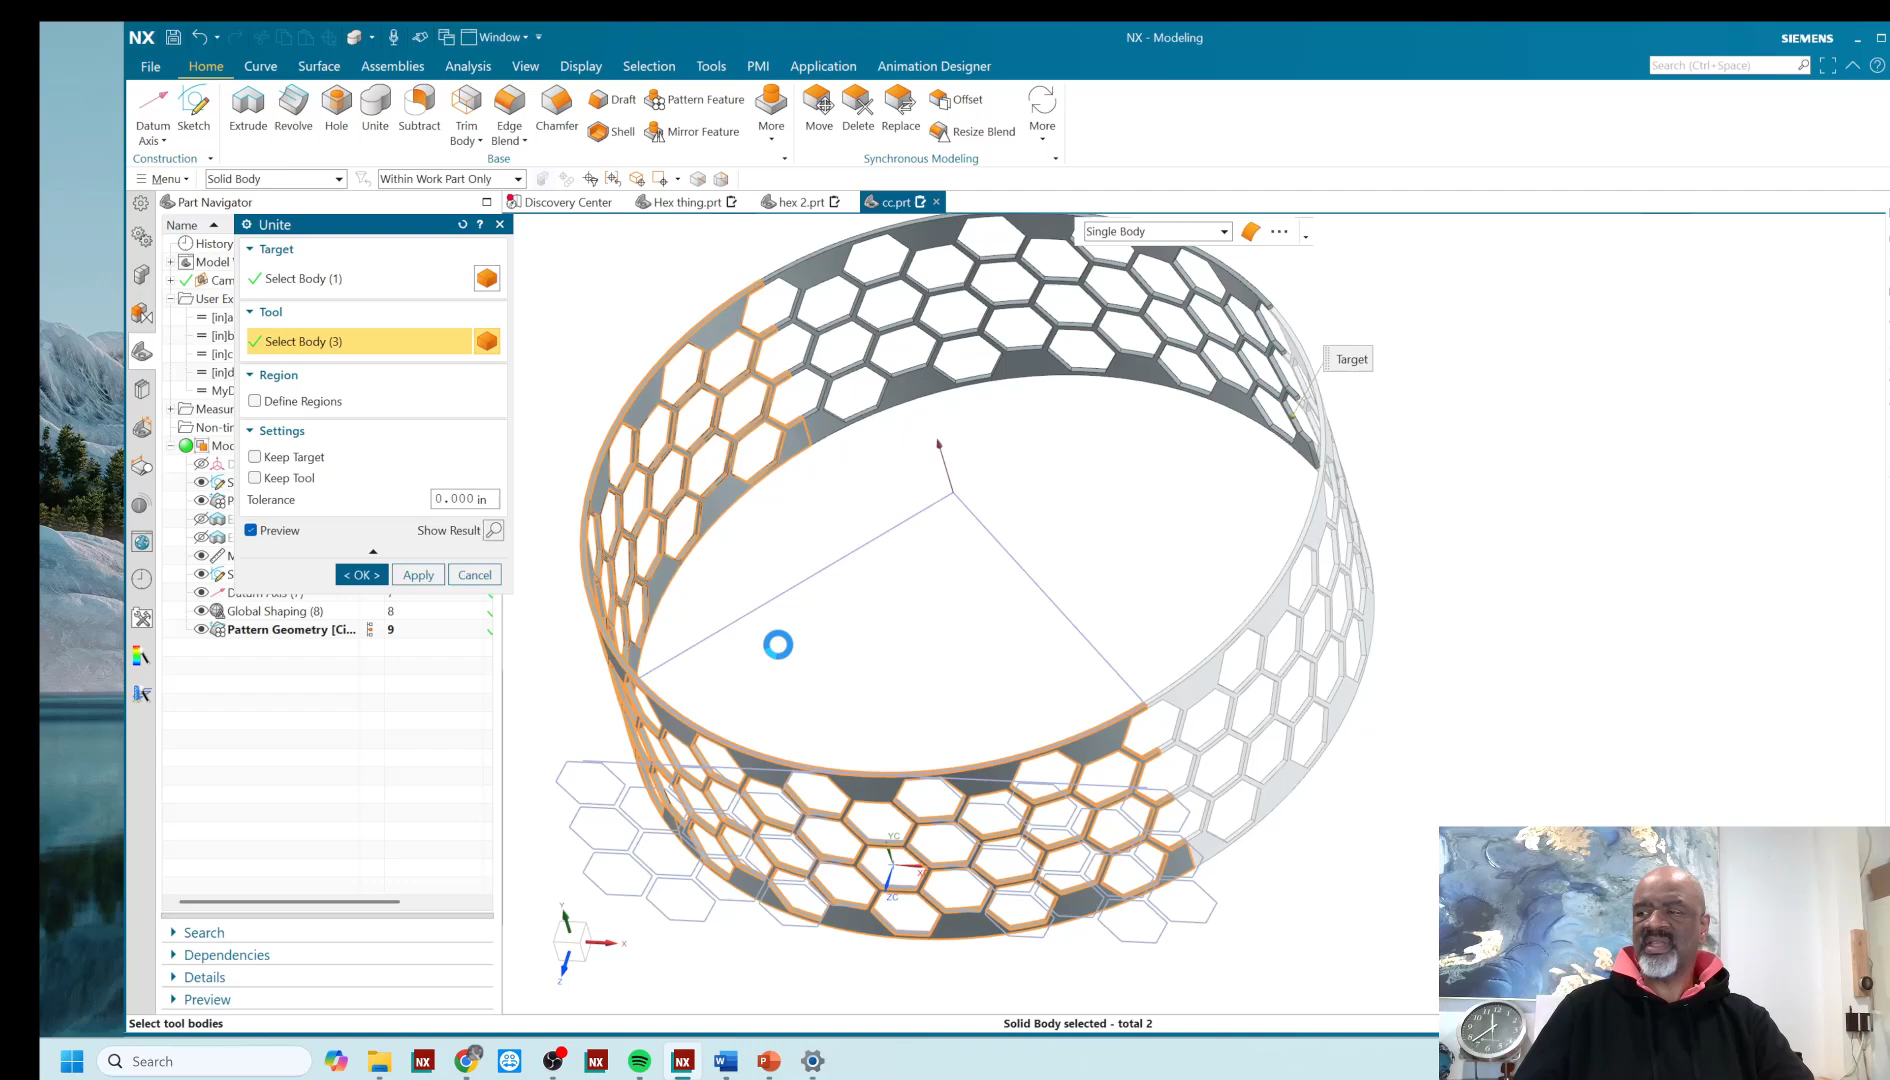 NX
Window
NX - Modeling
SIEMENS
File
Home
Curve
Surface
Assemblies
Analysis
View
Display
Selection
Tools
PMI
Application
Animation Designer
Search (Ctrl+Space)
Datum
Axis
Sketch
Extrude
Revolve
Hole
Unite
Subtract
Trim
Body
Edge
Blend
Chamfer
Draft
Shell
Pattern Feature
Mirror Feature
More
Move
Delete
Replace
Offset
Resize Blend
More
Construction
Base
Synchronous Modeling
Menu
Solid Body
Within Work Part Only
Part Navigator
Discovery Center
Hex thing.prt
hex 2.prt
cc.prt
Name
Unite
Single Body
History
Model
Cam
User Ex
[in]a
[in]b
[in]c
[in]d
MyD
Measur
Non-tim
Mod
Target
Select Body (1)
Tool
Select Body (3)
Region
Define Regions
Settings
Keep Target
Keep Tool
Tolerance
0.000 in
Preview
Show Result
< OK >
Apply
Cancel
Target
Global Shaping (8)
8
Pattern Geometry [Ci...
9
YC
ZC
Y
X
Z
Search
Dependencies
Details
Preview
Select tool bodies
Solid Body selected - total 2
Search
NX
NX
NX
W
P